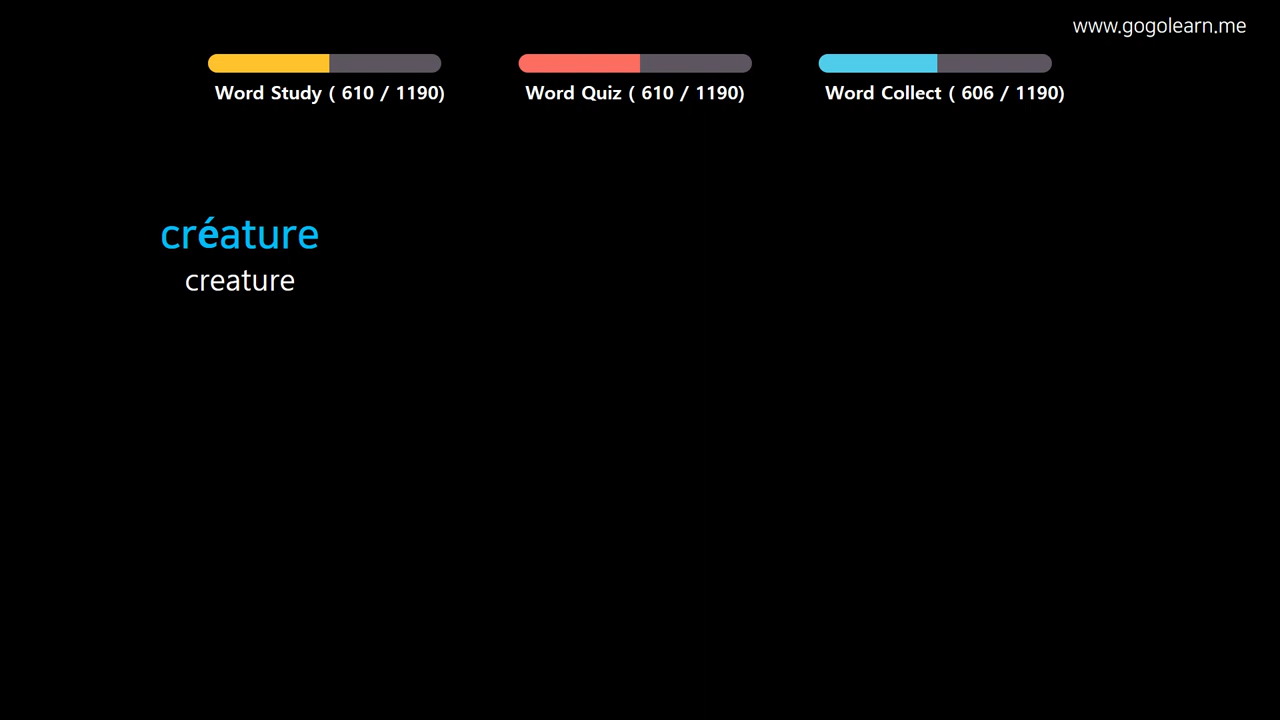 www.gogolearn.me
Word Study ( 610 / 1190)
Word Quiz ( 610 / 1190)
Word Collect ( 606 / 1190)
créature
creature